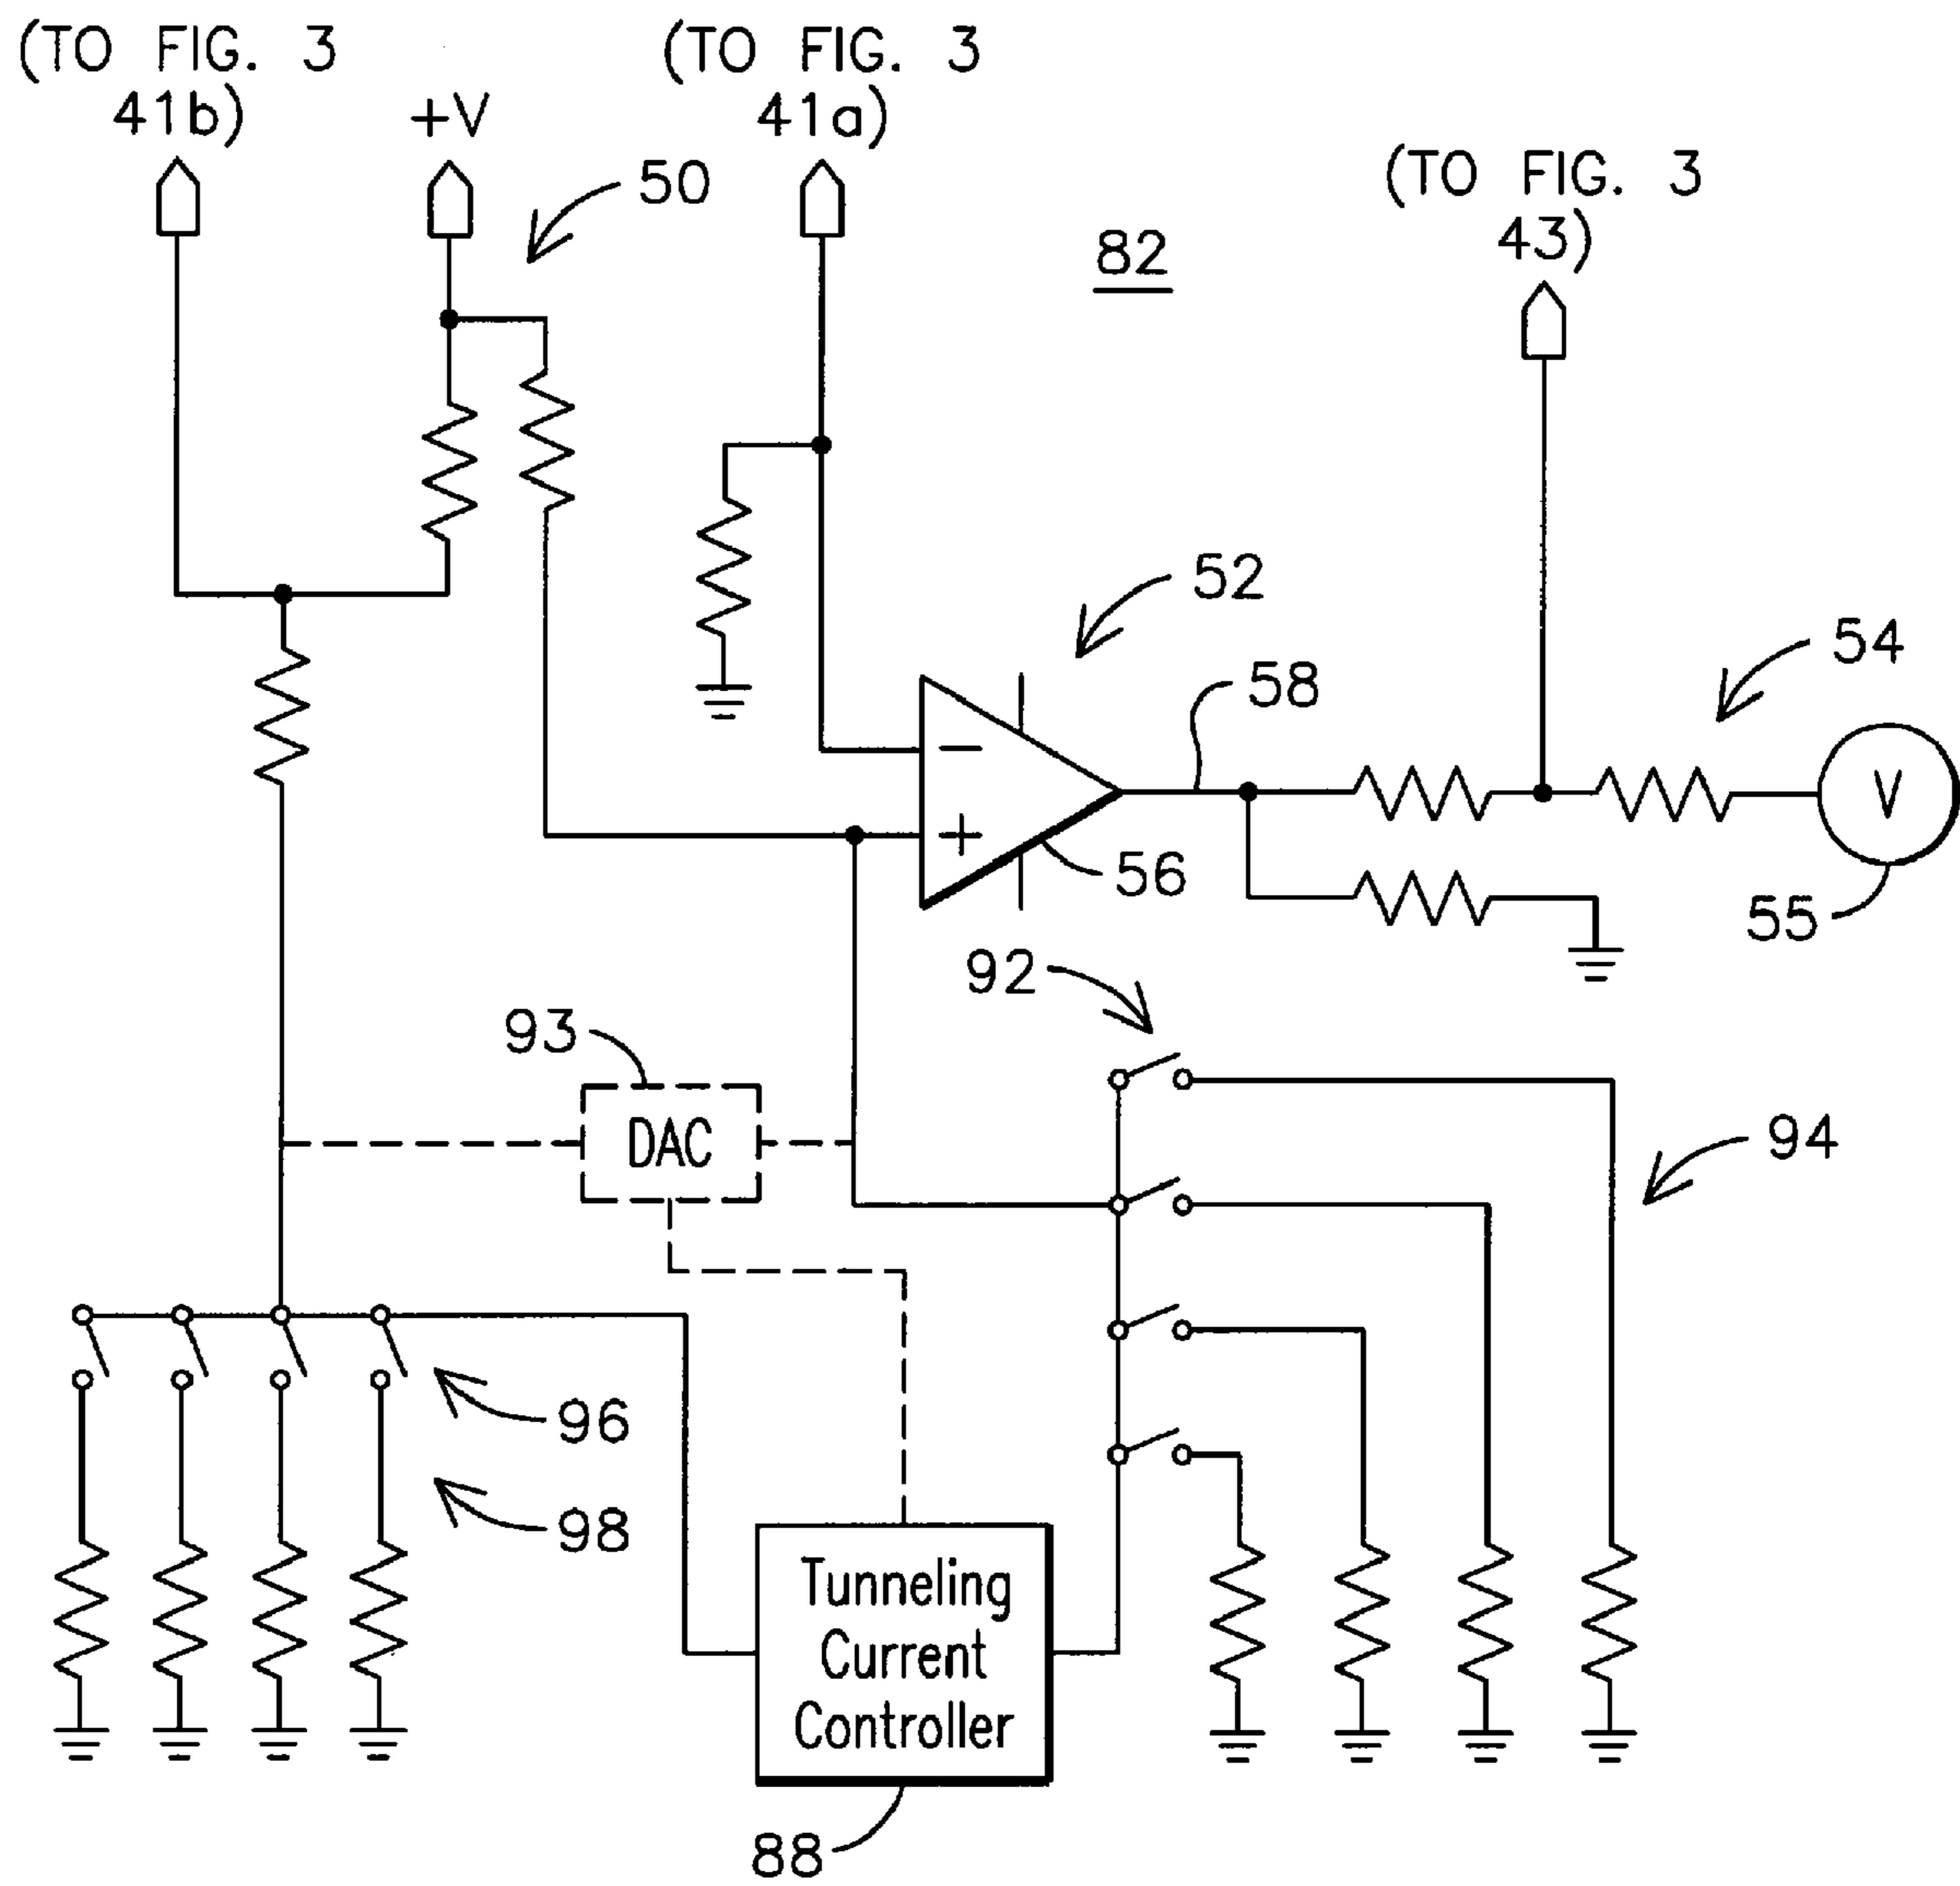 (TO FIG. 3
41b)
+V
(TO FIG. 3
41a)
(TO FIG. 3
43)
50
82
52
54
58
−
+
V
56
55
92
93
DAC
94
96
98
Tunneling
Current
Controller
88